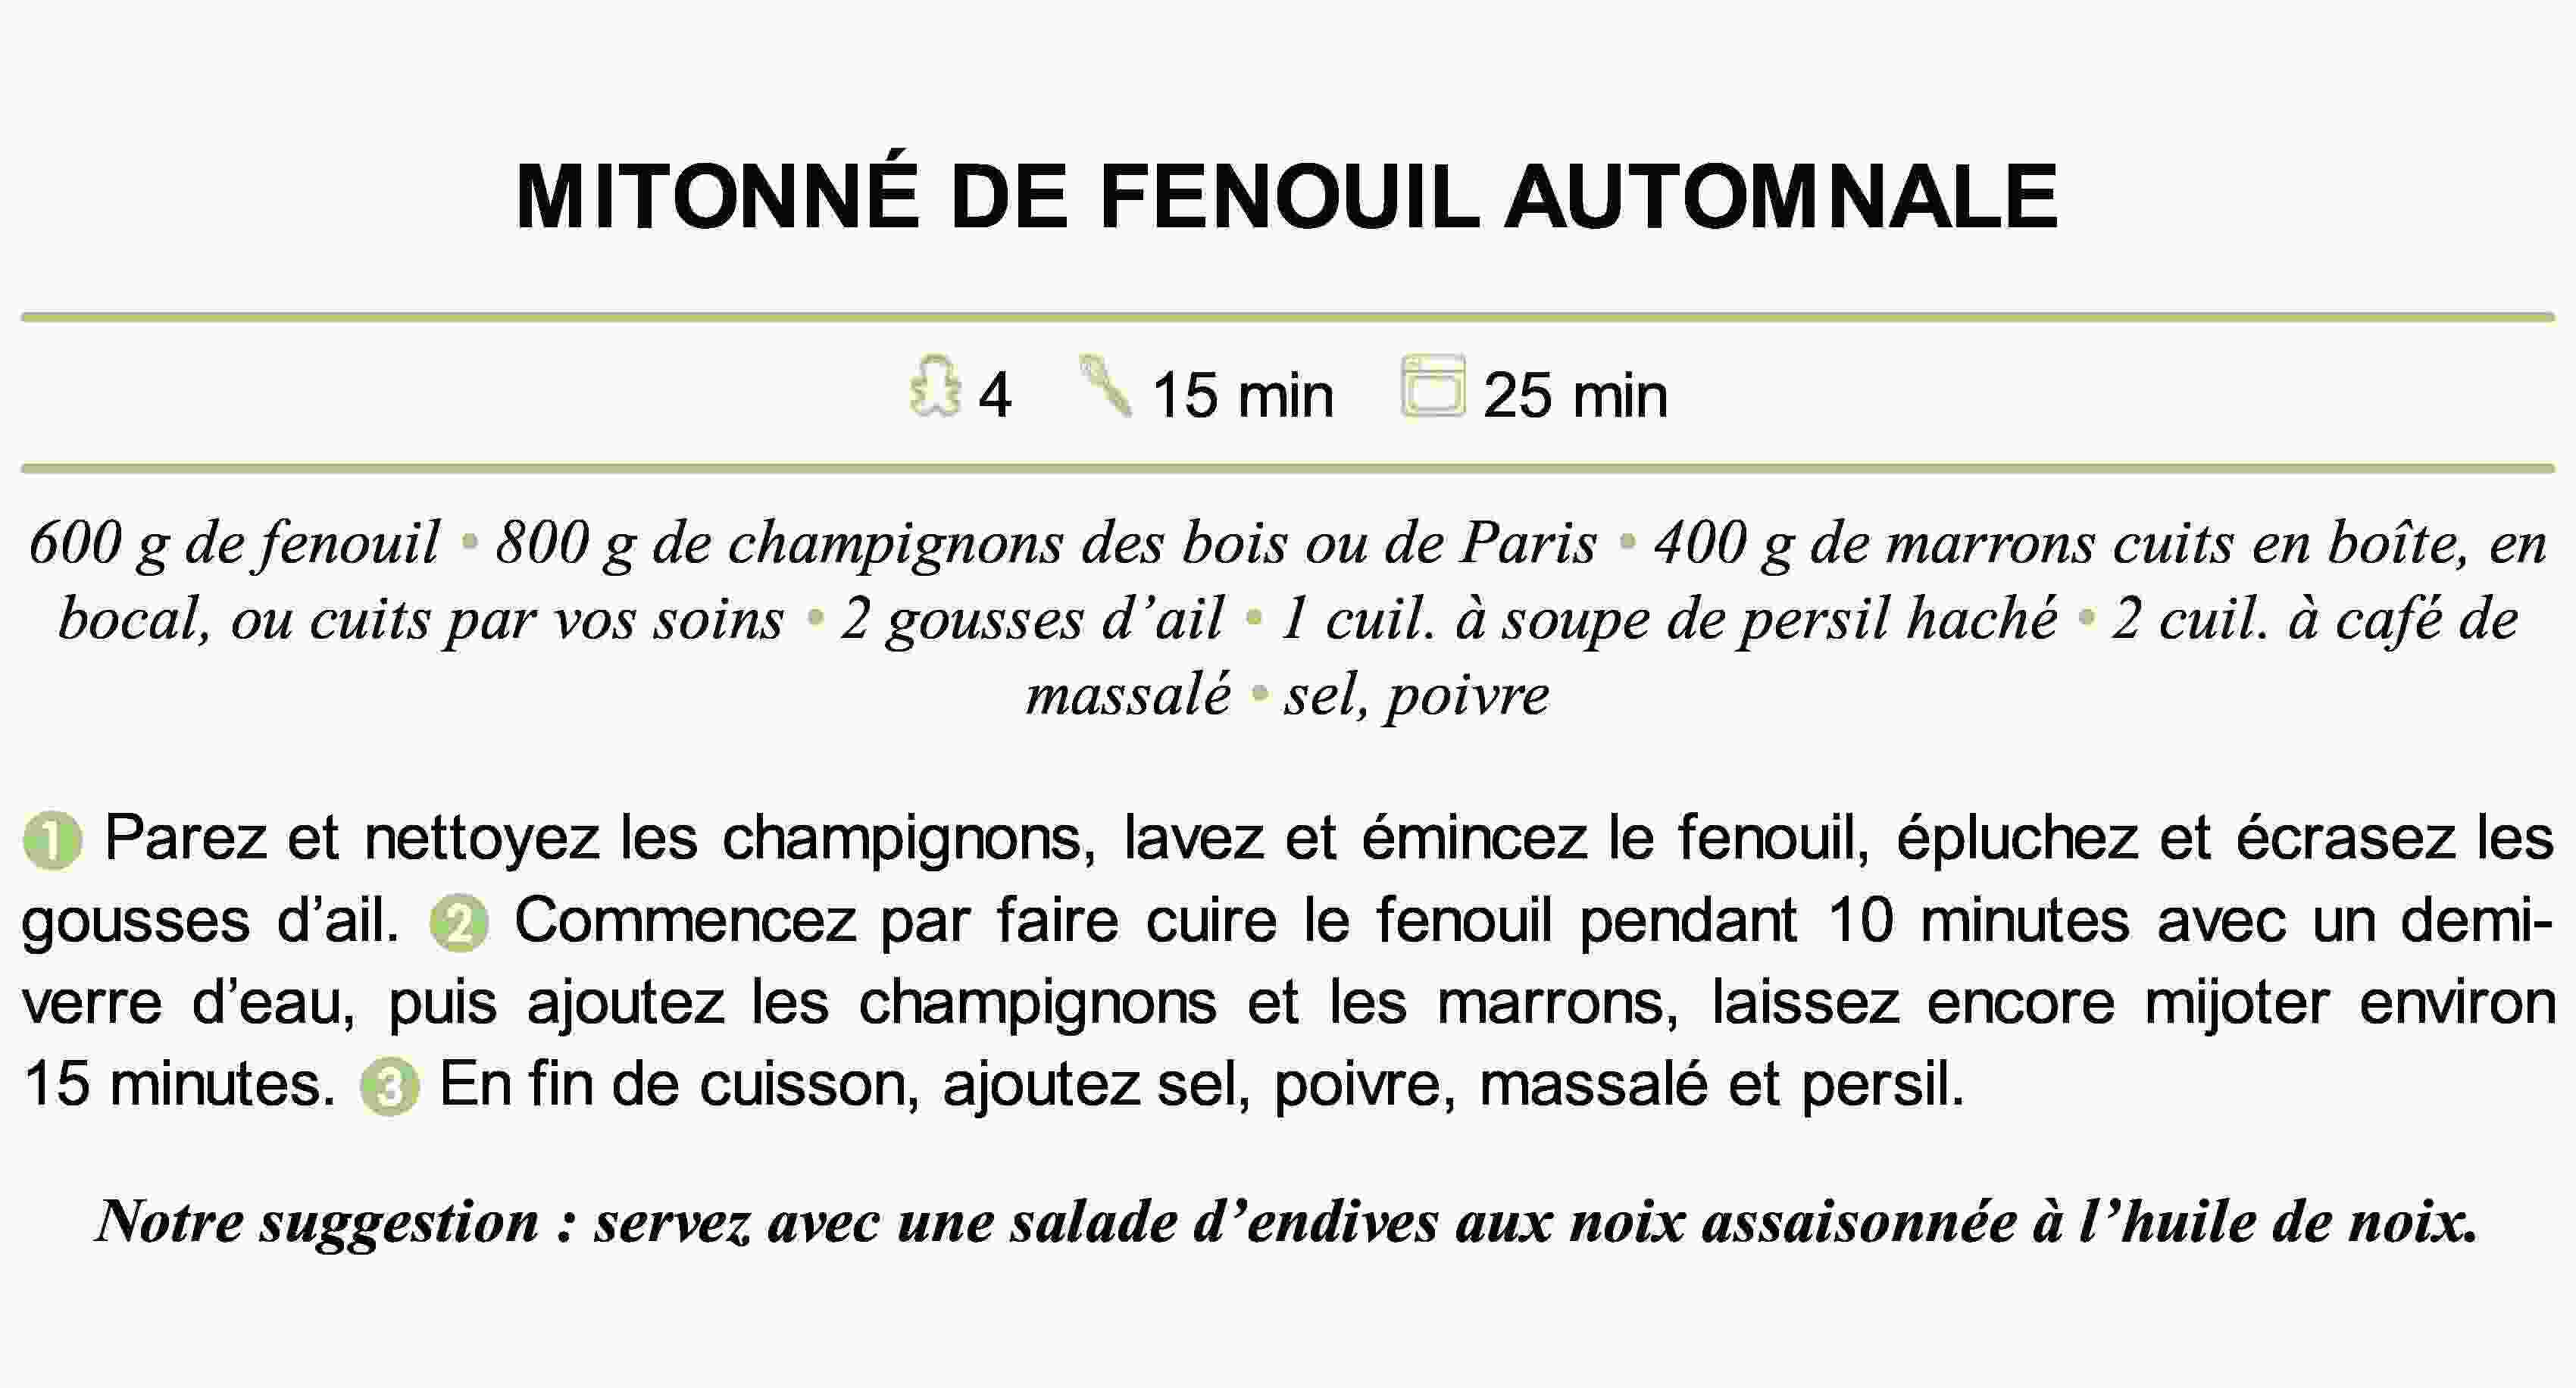 MITONNÉ DE FENOUIL AUTOMNALE
4 15 min 25 min
600 g de fenouil • 800 g de champignons des bois ou de Paris • 400 g de marrons cuits en boîte, en
bocal, ou cuits par vos soins • 2 gousses d’ail • 1 cuil. à soupe de persil haché • 2 cuil. à café de
massalé • sel, poivre
1 Parez et nettoyez les champignons, lavez et émincez le fenouil, épluchez et écrasez les
gousses d’ail. 2 Commencez par faire cuire le fenouil pendant 10 minutes avec un demi-
verre d’eau, puis ajoutez les champignons et les marrons, laissez encore mijoter environ
15 minutes. 3 En fin de cuisson, ajoutez sel, poivre, massalé et persil.
Notre suggestion : servez avec une salade d’endives aux noix assaisonnée à l’huile de noix.